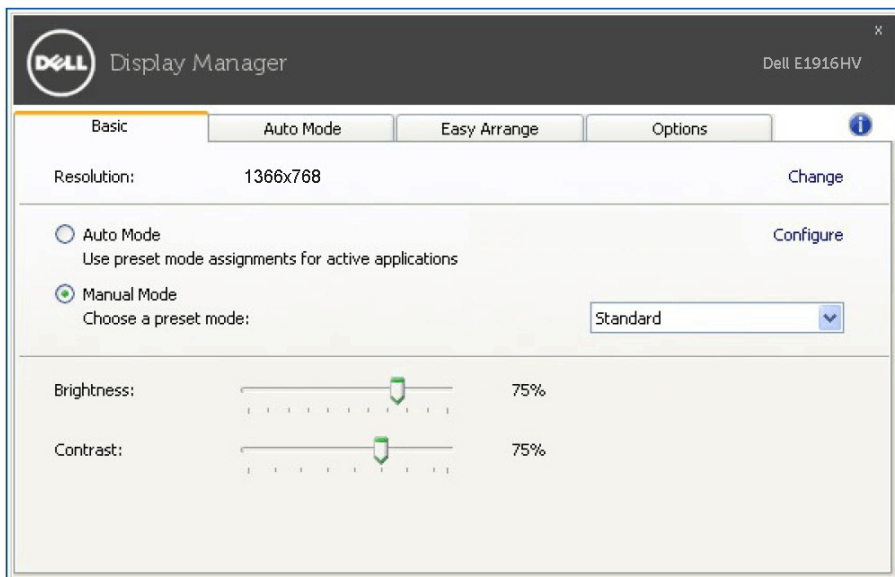 DELL Display Manager
x
Dell E1916HV
Basic Auto Mode Easy Arrange Options
Resolution: 1366x768 Change
Auto Mode Configure
Use preset mode assignments for active applications
Manual Mode
Choose a preset mode: Standard
Brightness: 75%
Contrast: 75%